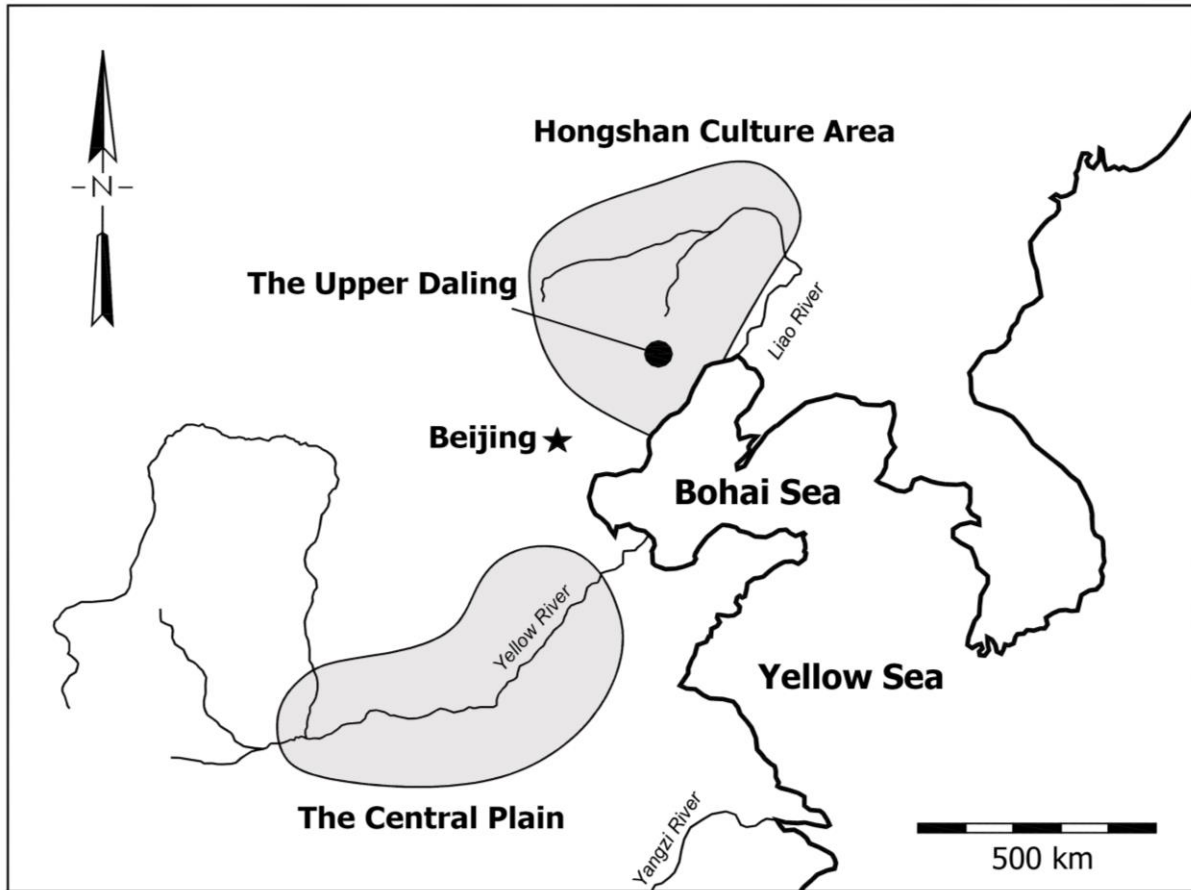 Hongshan Culture Area
N
The Upper Daling
Liao River
Beijing
Bohai Sea
Yellow River
Yellow Sea
The Central Plain
Yangzi River
500 km